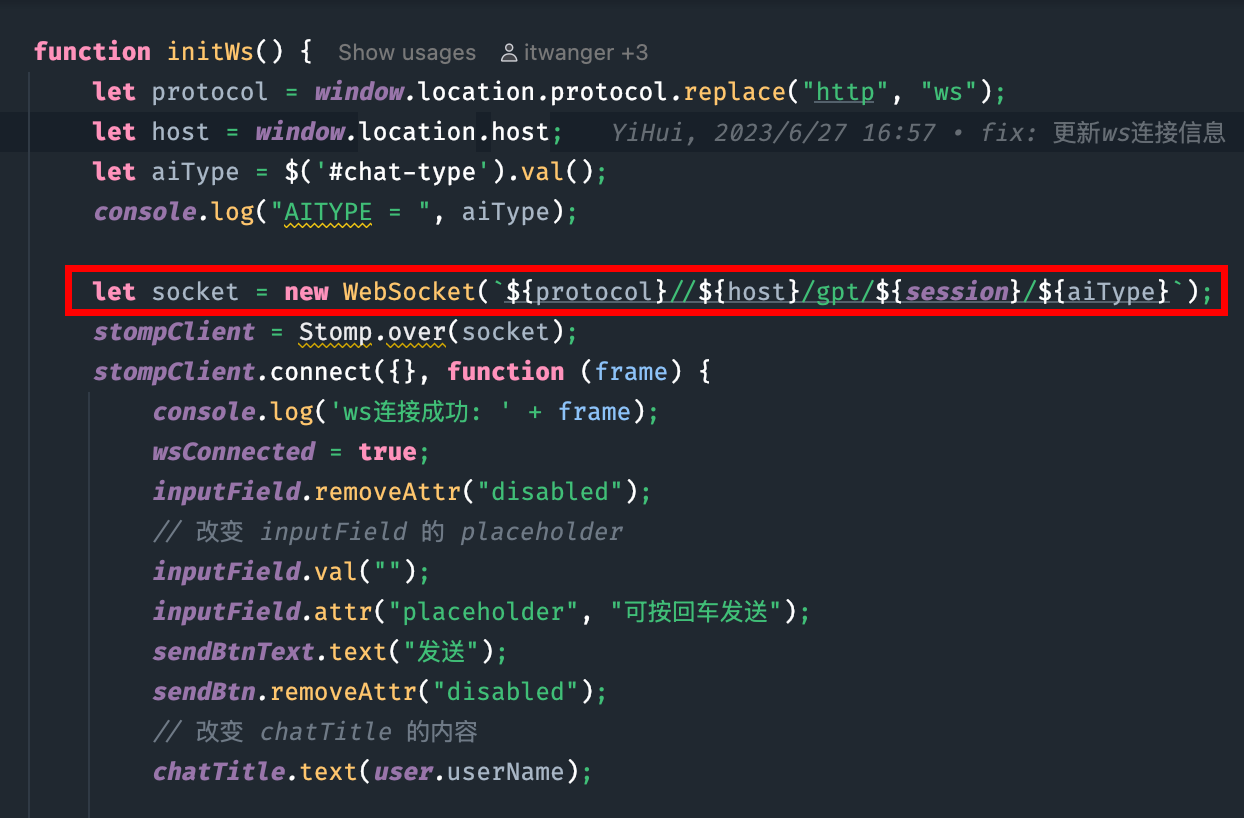 function initWs() { Show usages itwanger +3
let protocol = window.location.protocol.replace("http", "ws");
let host = window.location.host; YiHui, 2023/6/27 16:57 • fix: 更新ws连接信息
let aiType = $('#chat-type').val();
console.log("AITYPE = ", aiType);
let socket = new WebSocket(`${protocol}//${host}/gpt/${session}/${aiType}`);
stompClient = Stomp.over(socket);
stompClient.connect({}, function (frame) {
console.log('ws连接成功: ' + frame);
wsConnected = true;
inputField.removeAttr("disabled");
// 改变 inputField 的 placeholder
inputField.val("");
inputField.attr("placeholder", "可按回车发送");
sendBtnText.text("发送");
sendBtn.removeAttr("disabled");
// 改变 chatTitle 的内容
chatTitle.text(user.userName);